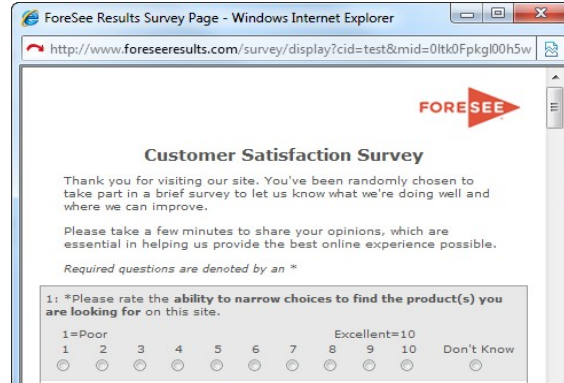 ForeSee Results Survey Page - Windows Internet Explorer
http://www.foreseeresults.com/survey/display?cid=test&mid=0ltk0Fpkgl00h5w
FORESEE
Customer Satisfaction Survey
Thank you for visiting our site. You've been randomly chosen to
take part in a brief survey to let us know what we're doing well and
where we can improve.
Please take a few minutes to share your opinions, which are
essential in helping us provide the best online experience possible.
Required questions are denoted by an *
1: *Please rate the ability to narrow choices to find the product(s) you
are looking for on this site.
1=Poor Excellent=10
1 2 3 4 5 6 7 8 9 10 Don't Know